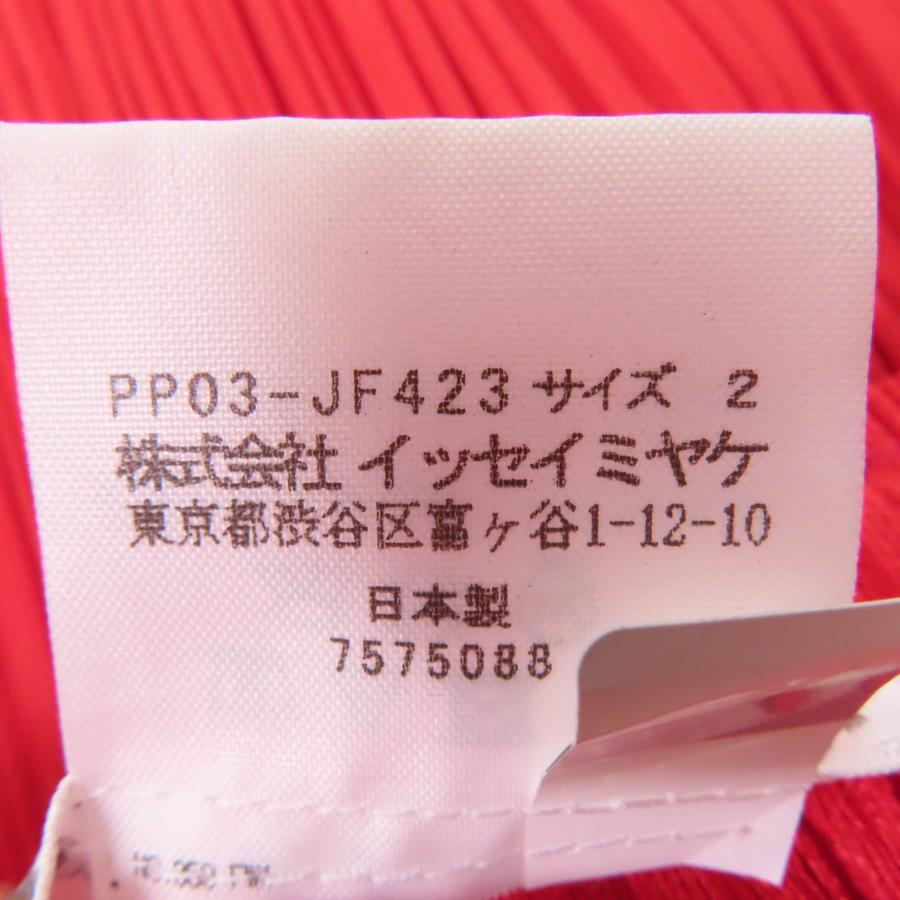 PP03-JF423 サイズ 2
株式会社 イッセイミヤケ
東京都渋谷区富ヶ谷1-12-10
日本製
7575088